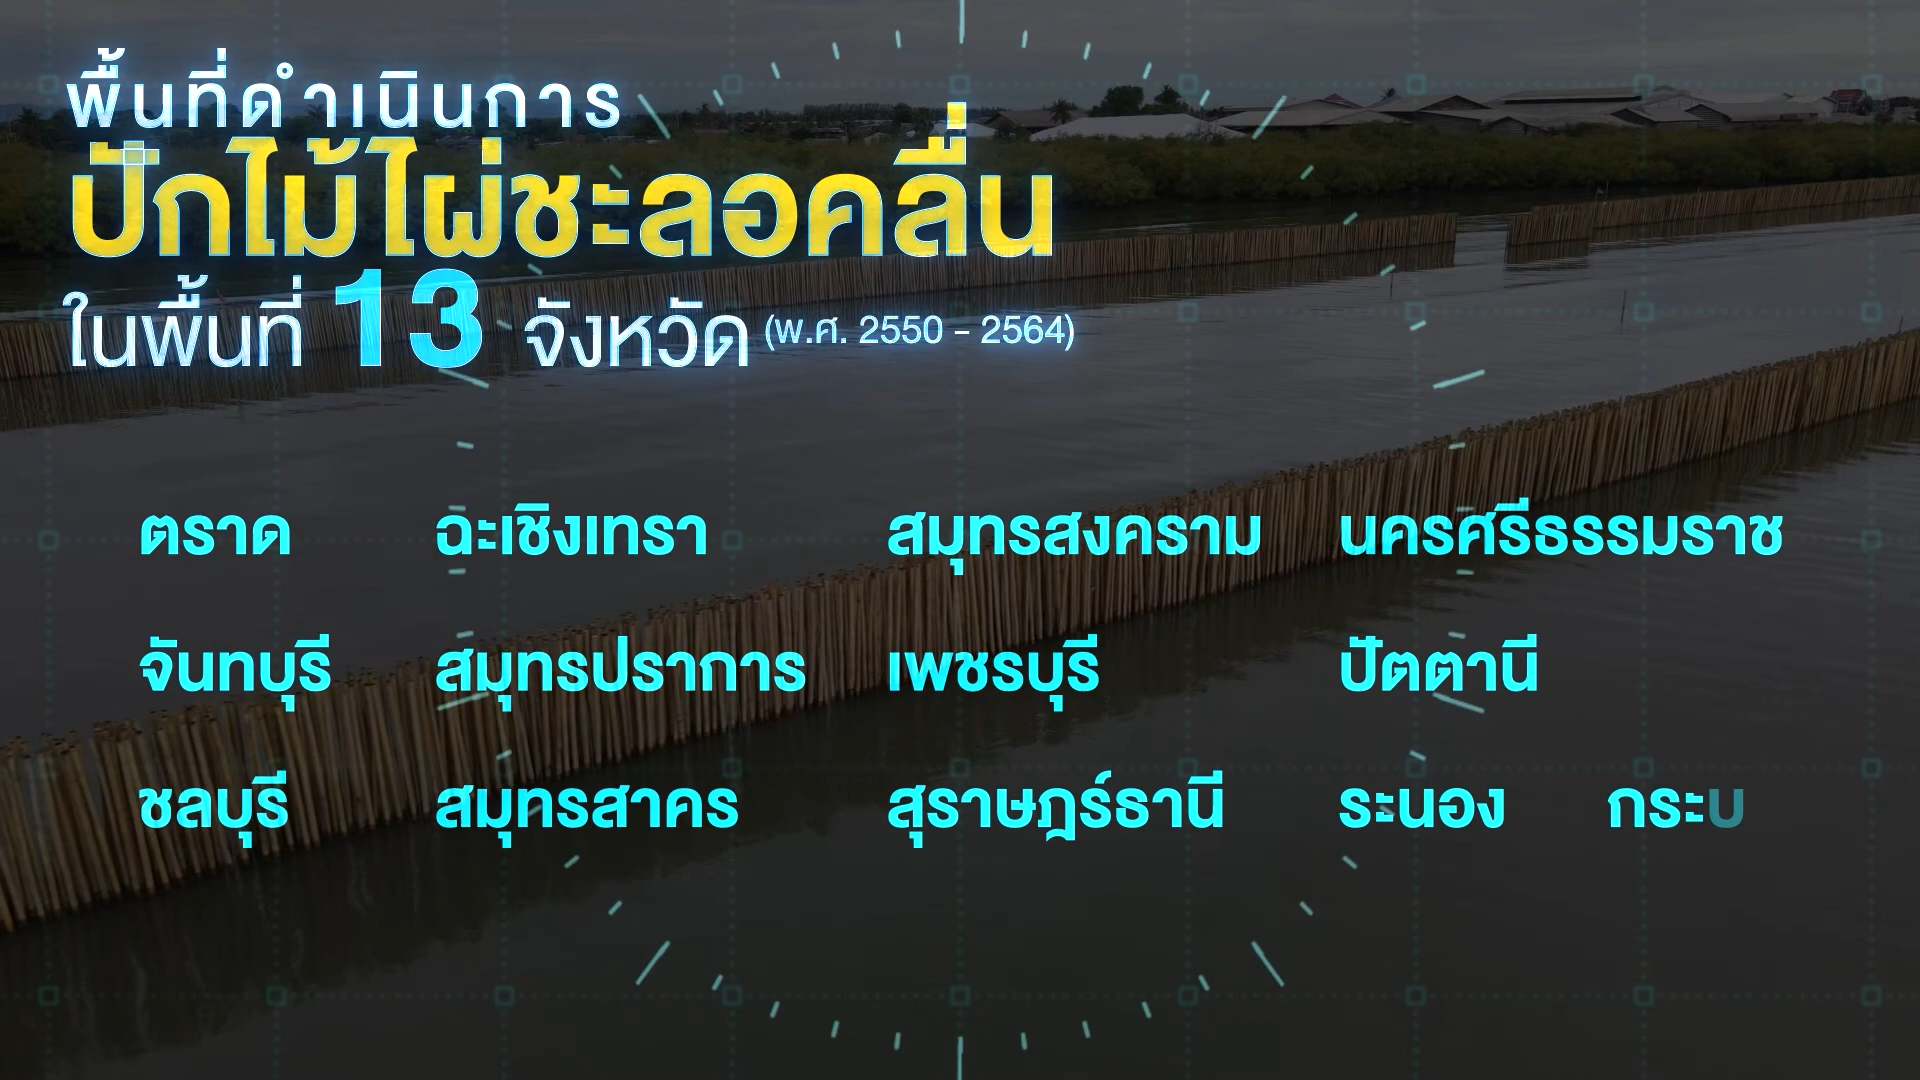 พื้นที่ดำเนินการ
ปักไม้ไผ่ชะลอคลื่น
ในพื้นที่ 13 จังหวัด (พ.ศ. 2550 - 2564)
ตราด ฉะเชิงเทรา สมุทรสงคราม นครศรีธรรมราช
จันทบุรี สมุทรปราการ เพชรบุรี ปัตตานี
ชลบุรี สมุทรสาคร สุราษฎร์ธานี ระนอง กระบ